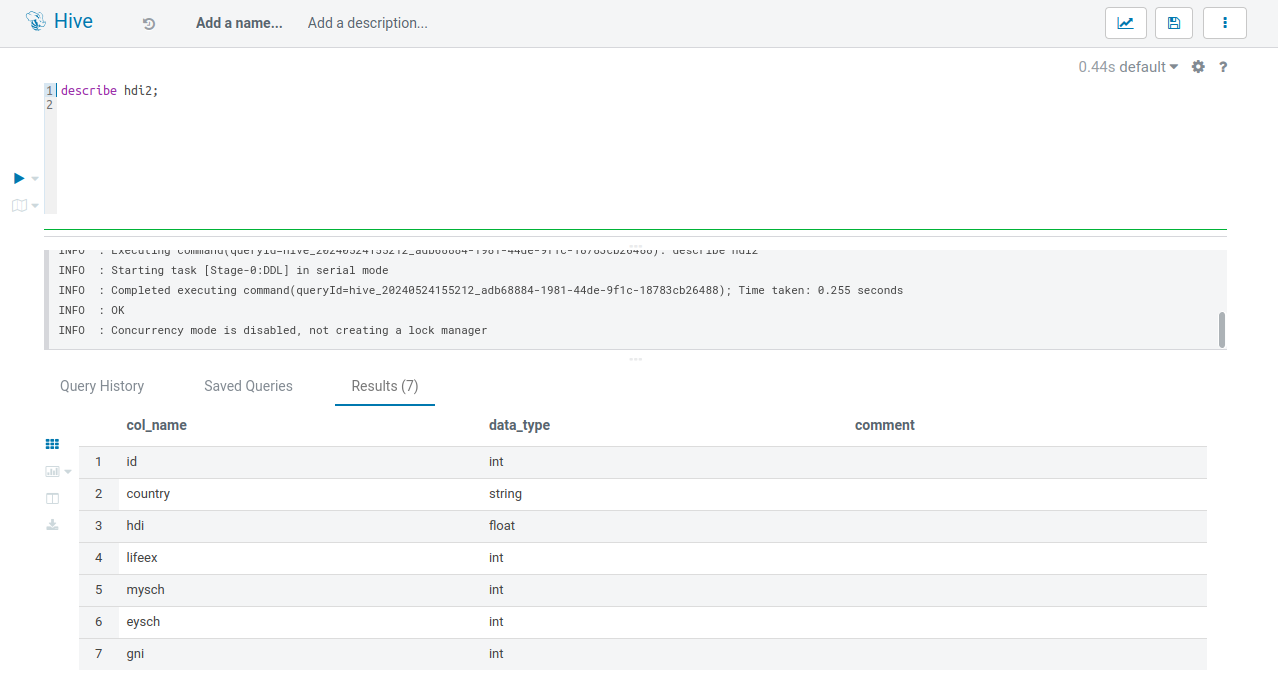 Hive Add a name... Add a description...
0.44s default ?
1 describe hdi2;
2
INFO : Executing command(queryId=hive_20240524155212_adb68884-1981-44de-9f1c-18783cb26488): describe hdi2
INFO : Starting task [Stage-0:DDL] in serial mode
INFO : Completed executing command(queryId=hive_20240524155212_adb68884-1981-44de-9f1c-18783cb26488); Time taken: 0.255 seconds
INFO : OK
INFO : Concurrency mode is disabled, not creating a lock manager
Query History Saved Queries Results (7)
col_name data_type comment
1 id int
2 country string
3 hdi float
4 lifeex int
5 mysch int
6 eysch int
7 gni int